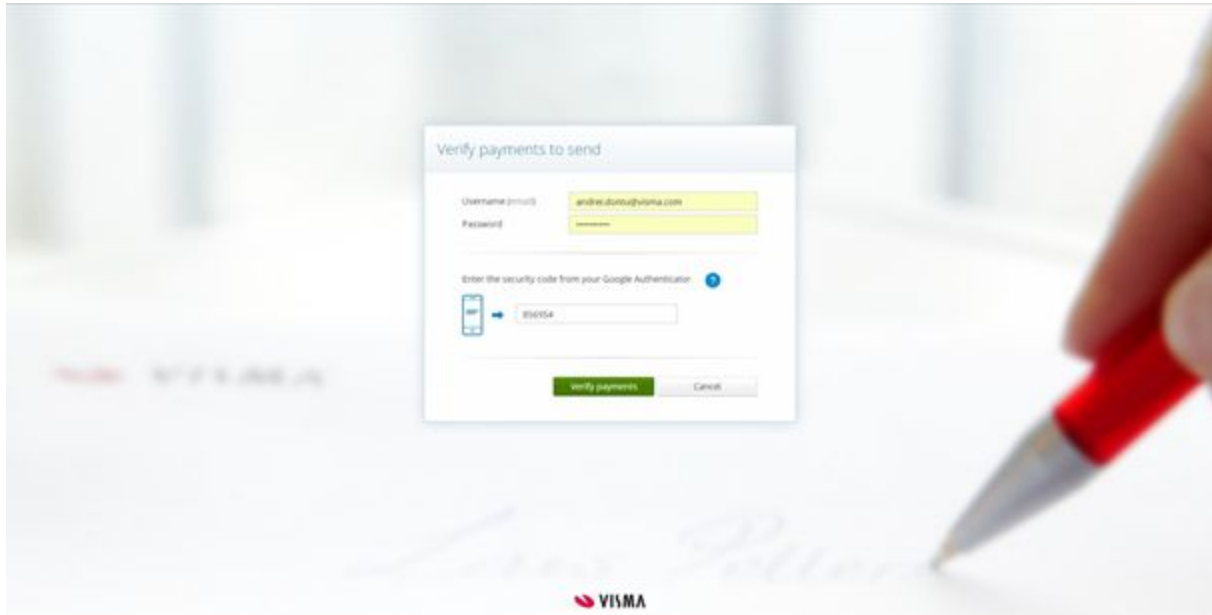 Verify payments to send
Username (email) andrei.dontu@visma.com
Password
Enter the security code from your Google Authenticator ?
Verify payments Cancel
VISMA